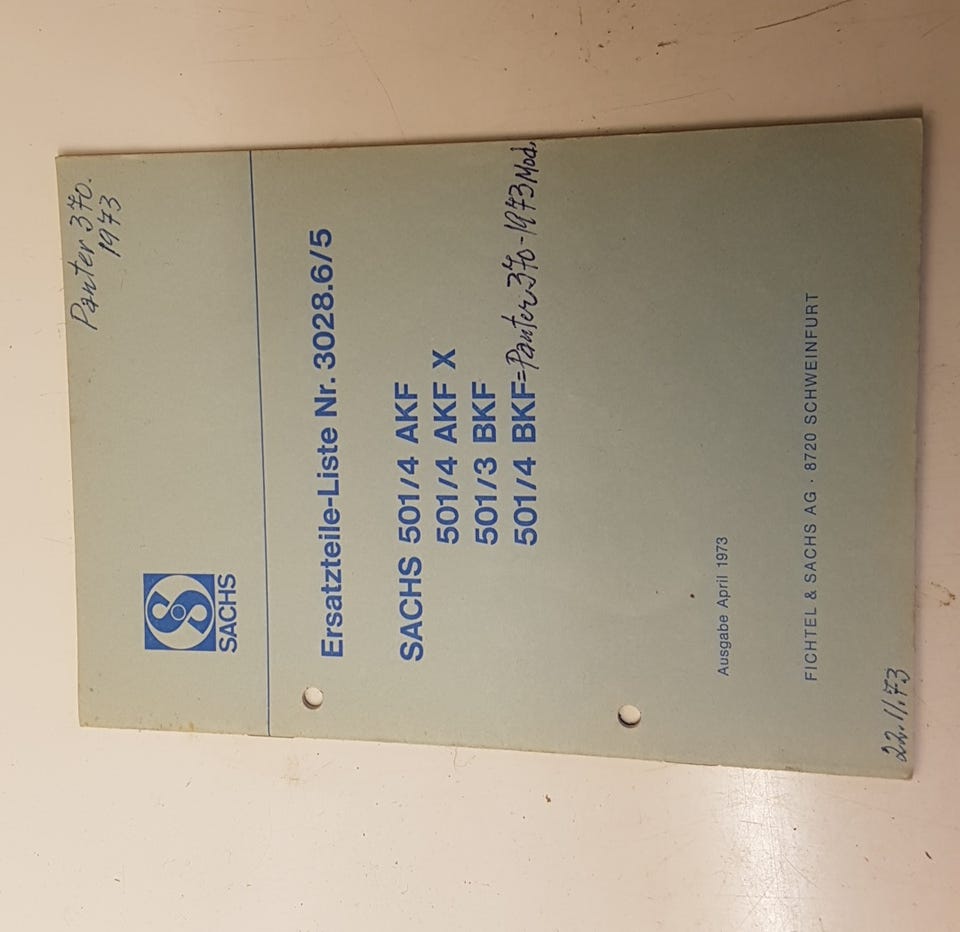 Panter 370.
1973
SACHS
Ersatzteile-Liste Nr. 3028.6/5
SACHS 501/4 AKF
501/4 AKF X
501/3 BKF
501/4 BKF=Panter 370-1973 Mod.
Ausgabe April 1973
FICHTEL & SACHS AG · 8720 SCHWEINFURT
22.11.73